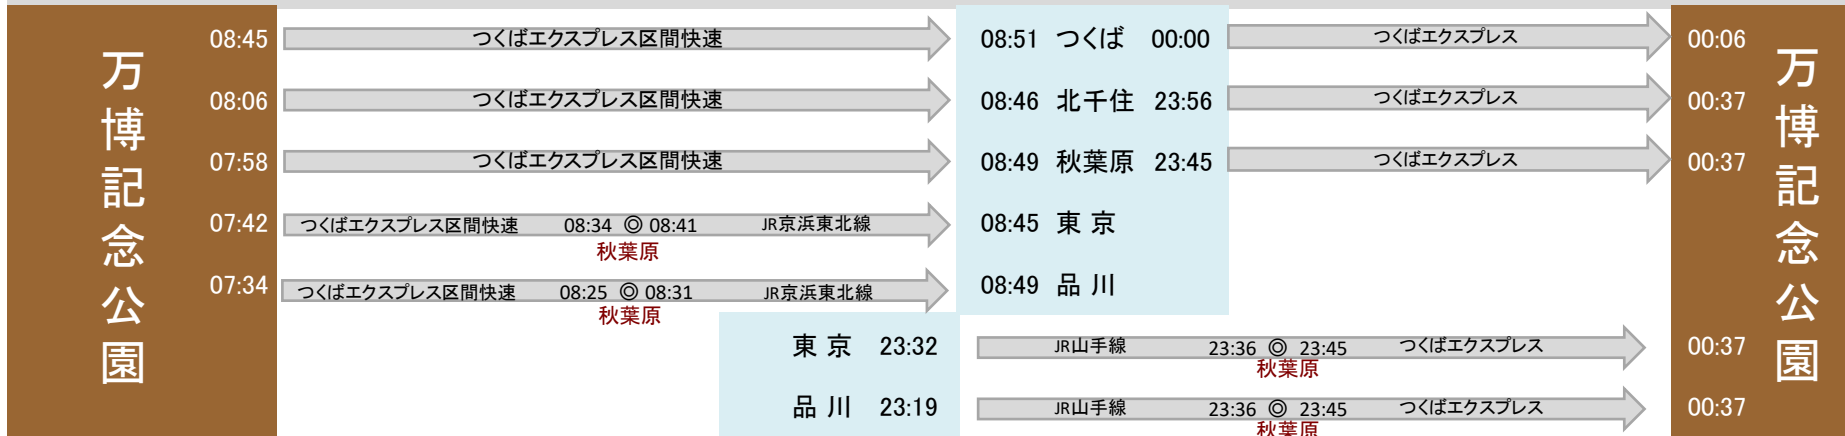 万博記念公園
08:45 つくばエクスプレス区間快速 08:51 つくば 00:00 つくばエクスプレス 00:06
08:06 つくばエクスプレス区間快速 08:46 北千住 23:56 つくばエクスプレス 00:37
07:58 つくばエクスプレス区間快速 08:49 秋葉原 23:45 つくばエクスプレス 00:37
07:42 つくばエクスプレス区間快速 08:34 ◎ 08:41 JR京浜東北線 08:45 東京
秋葉原
07:34 つくばエクスプレス区間快速 08:25 ◎ 08:31 JR京浜東北線 08:49 品川
秋葉原
東京 23:32 JR山手線 23:36 ◎ 23:45 つくばエクスプレス 00:37
秋葉原
品川 23:19 JR山手線 23:36 ◎ 23:45 つくばエクスプレス 00:37
秋葉原
万博記念公園